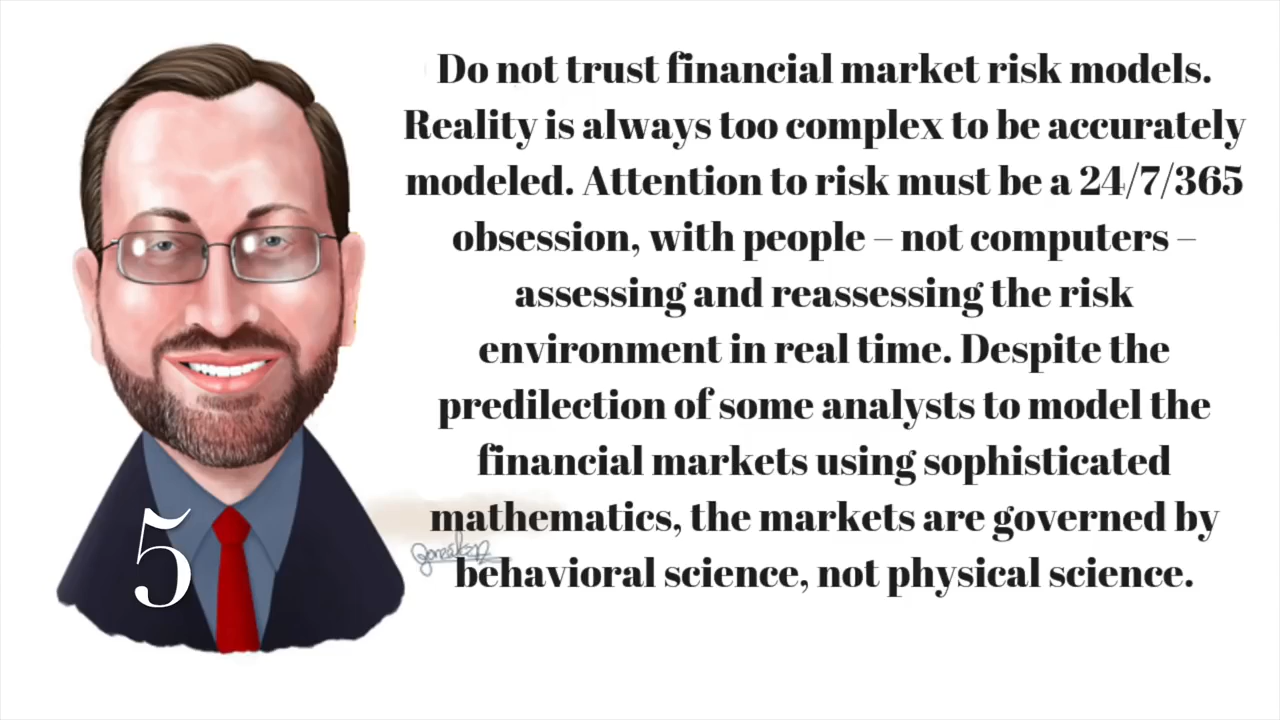 Do not trust financial market risk models.
Reality is always too complex to be accurately
modeled. Attention to risk must be a 24/7/365
obsession, with people – not computers –
assessing and reassessing the risk
environment in real time. Despite the
predilection of some analysts to model the
financial markets using sophisticated
mathematics, the markets are governed by
behavioral science, not physical science.
5